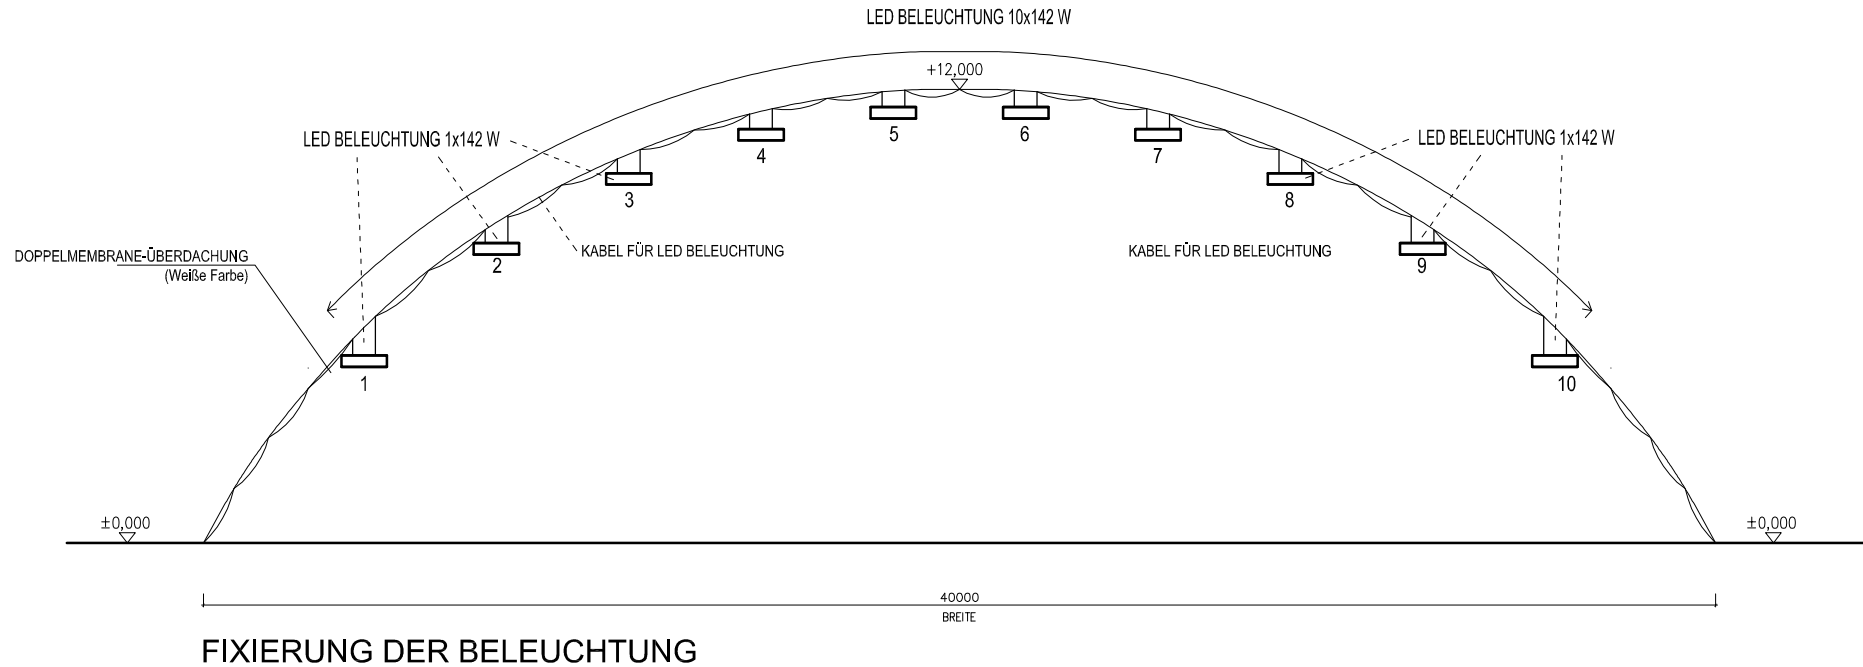 LED BELEUCHTUNG 10x142 W
+12,000
LED BELEUCHTUNG 1x142 W
LED BELEUCHTUNG 1x142 W
5
6
4
7
3
8
KABEL FÜR LED BELEUCHTUNG
KABEL FÜR LED BELEUCHTUNG
2
9
DOPPELMEMBRANE-ÜBERDACHUNG
(Weiße Farbe)
1
10
±0,000
±0,000
40000
BREITE
FIXIERUNG DER BELEUCHTUNG